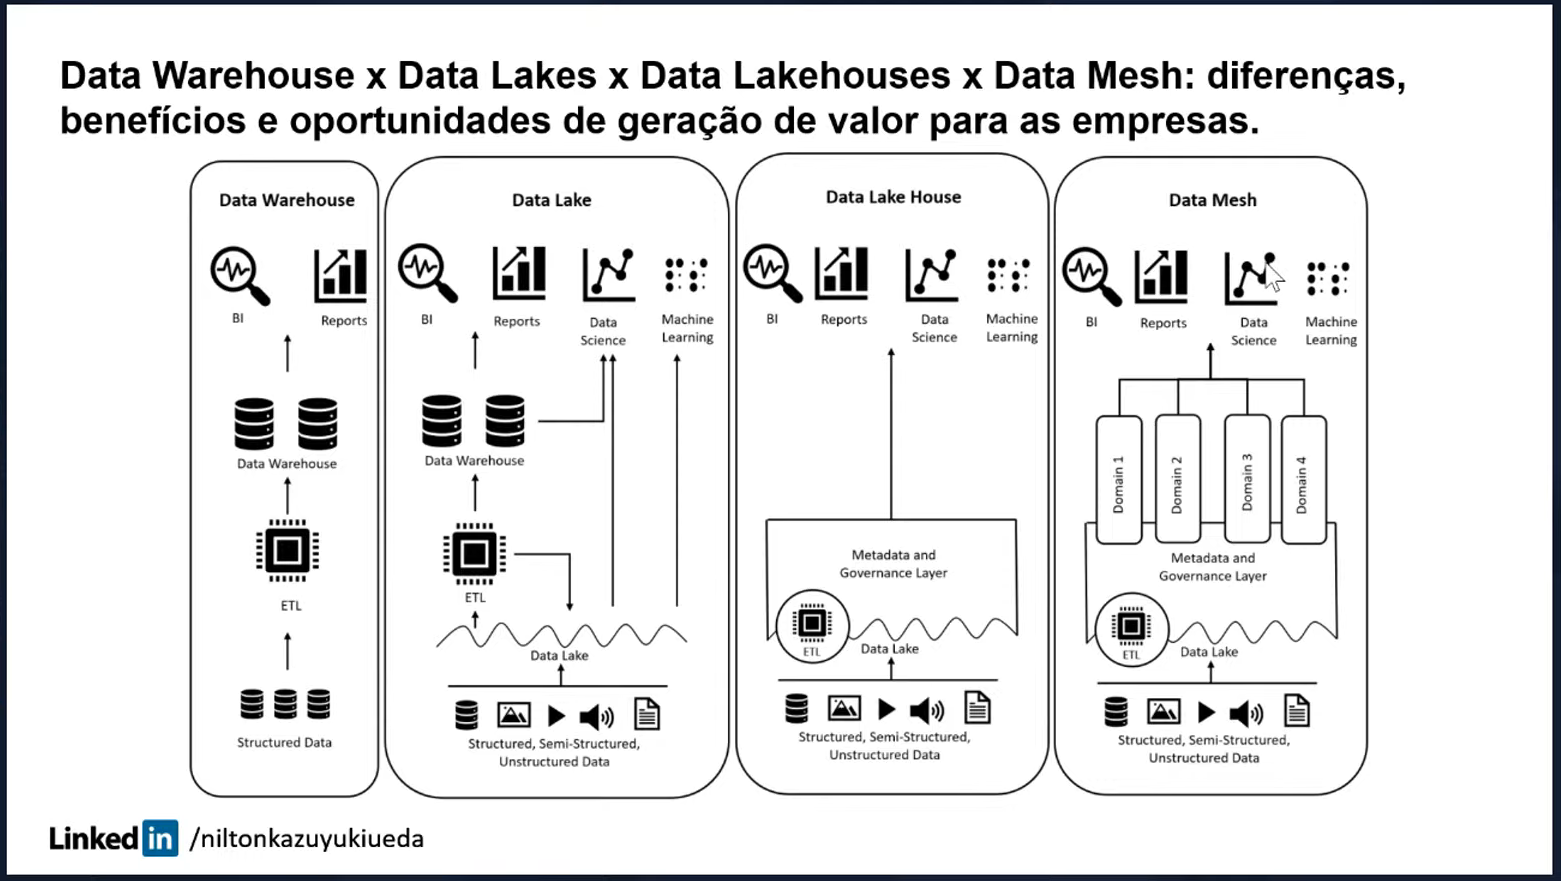 Data Warehouse x Data Lakes x Data Lakehouses x Data Mesh: diferenças,
benefícios e oportunidades de geração de valor para as empresas.
Data Warehouse
BI
Reports
Data Warehouse
ETL
Structured Data
Data Lake
BI
Reports
Data
Science
Machine
Learning
Data Warehouse
ETL
Data Lake
Structured, Semi-Structured,
Unstructured Data
Data Lake House
BI
Reports
Data
Science
Machine
Learning
Metadata and
Governance Layer
ETL
Data Lake
Structured, Semi-Structured,
Unstructured Data
Data Mesh
BI
Reports
Data
Science
Machine
Learning
Domain 1
Domain 2
Domain 3
Domain 4
Metadata and
Governance Layer
ETL
Data Lake
Structured, Semi-Structured,
Unstructured Data
Linked in /niltonkazuyukiueda